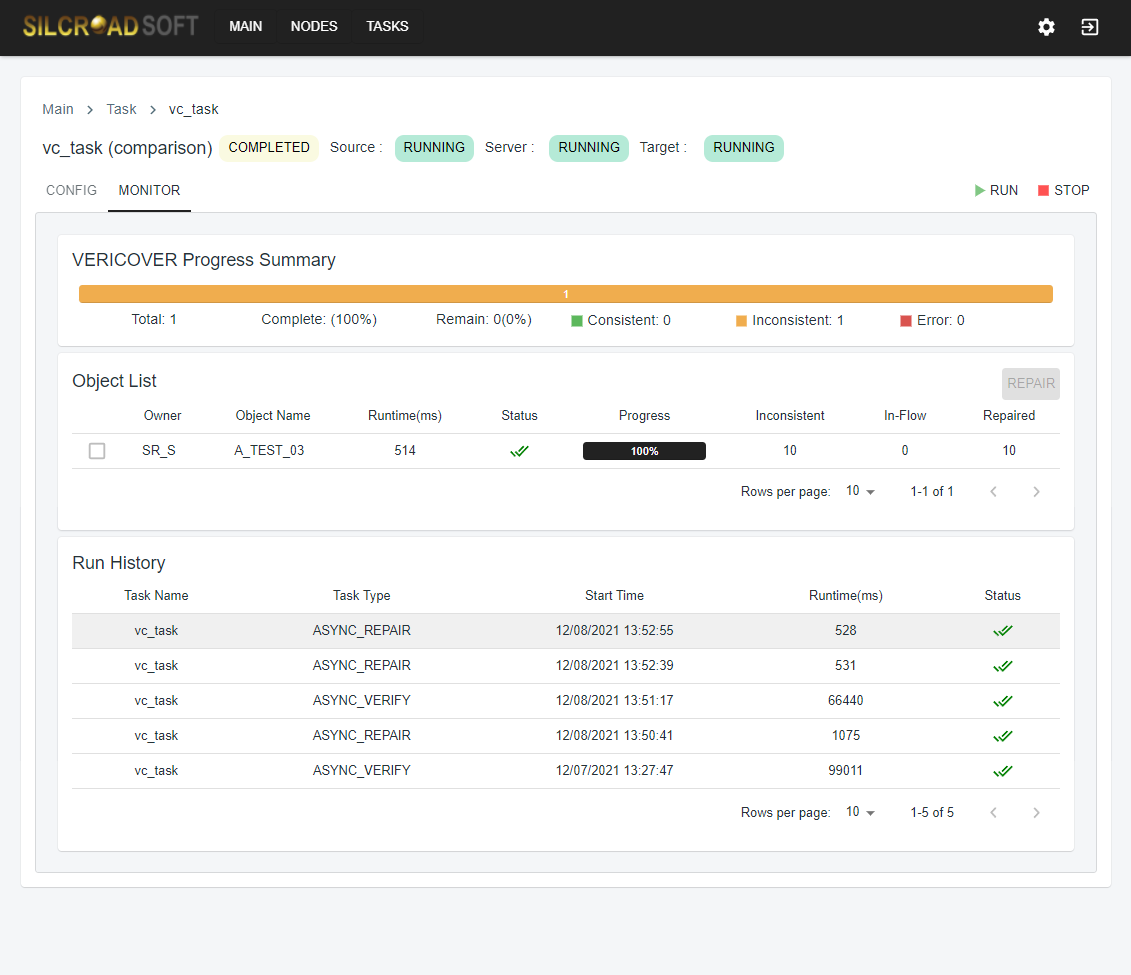 SILCROADSOFT MAIN NODES TASKS
Main > Task > vc_task
vc_task (comparison) COMPLETED Source : RUNNING Server : RUNNING Target : RUNNING
CONFIG MONITOR RUN STOP
VERICOVER Progress Summary
1
Total: 1 Complete: (100%) Remain: 0(0%) Consistent: 0 Inconsistent: 1 Error: 0
Object List REPAIR
Owner Object Name Runtime(ms) Status Progress Inconsistent In-Flow Repaired
SR_S A_TEST_03 514 100% 10 0 10
Rows per page: 10 1-1 of 1
Run History
Task Name Task Type Start Time Runtime(ms) Status
vc_task ASYNC_REPAIR 12/08/2021 13:52:55 528
vc_task ASYNC_REPAIR 12/08/2021 13:52:39 531
vc_task ASYNC_VERIFY 12/08/2021 13:51:17 66440
vc_task ASYNC_REPAIR 12/08/2021 13:50:41 1075
vc_task ASYNC_VERIFY 12/07/2021 13:27:47 99011
Rows per page: 10 1-5 of 5